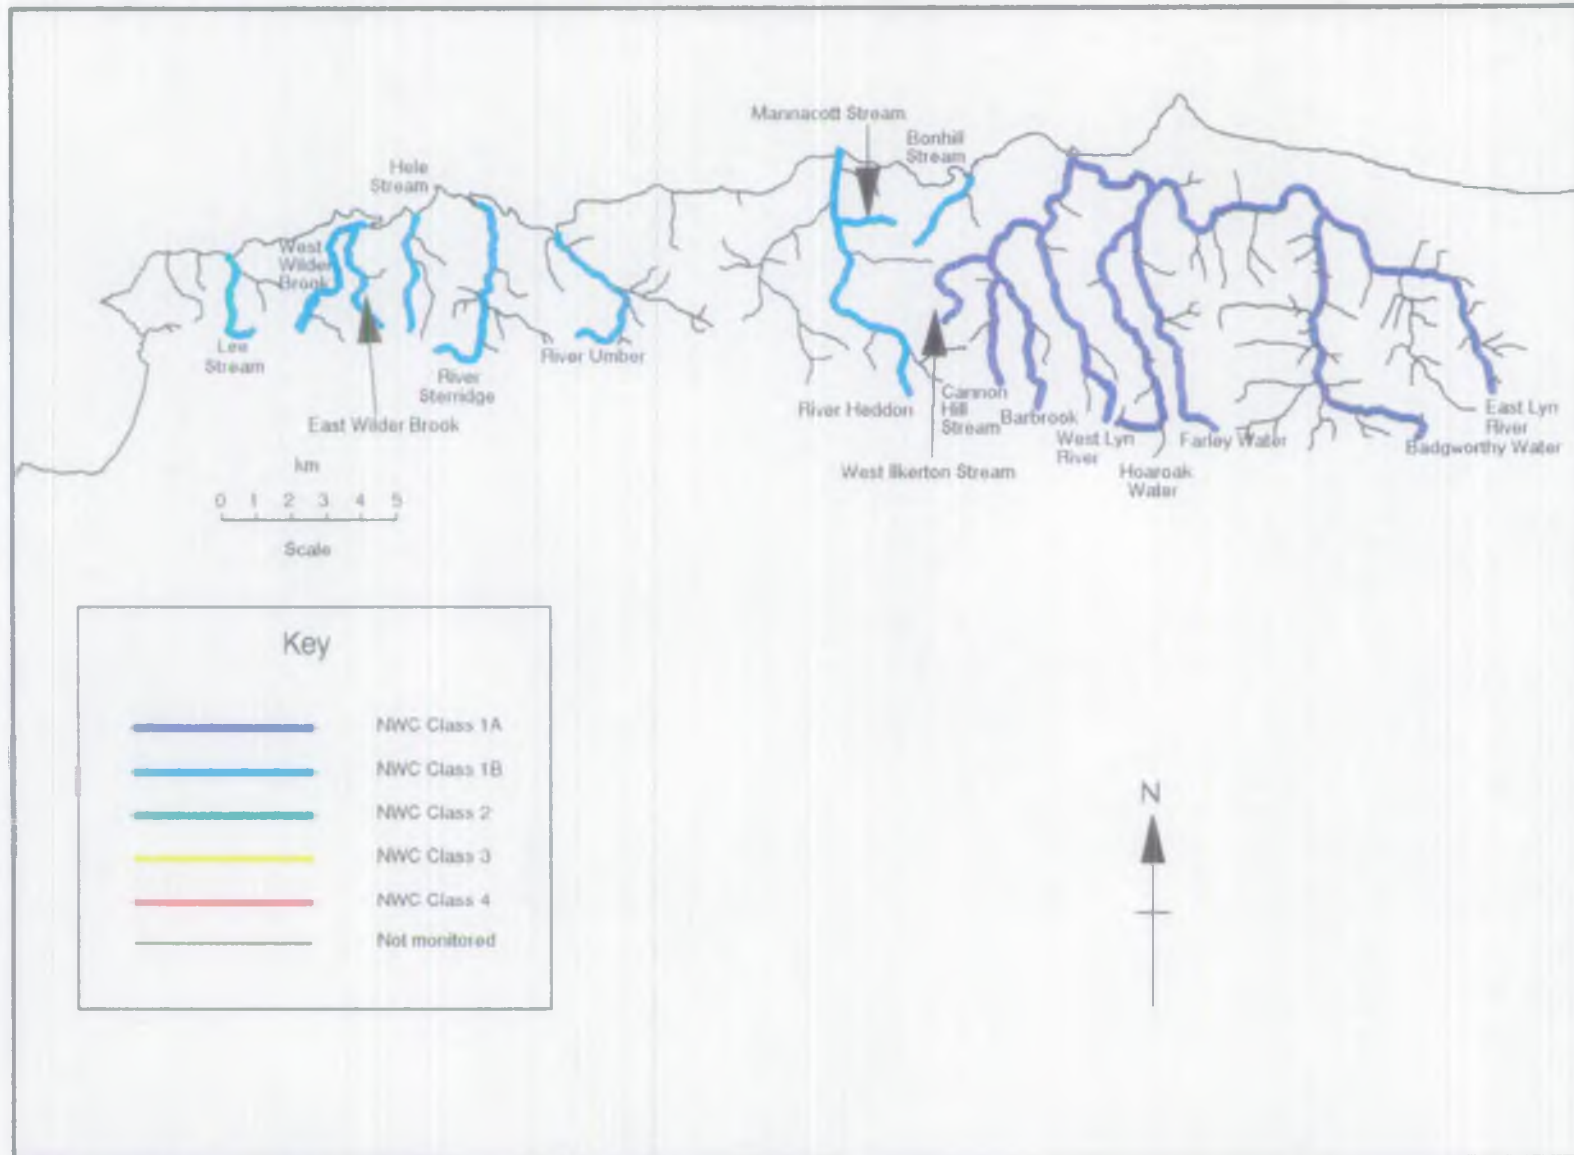 Mannacott Stream
Bonhill
Stream
Hele
Stream
West
Wilder
Brook
Lee
Stream
River Umber
River
Sterridge
East Wilder Brook
River Heddon
Cannon
Hill
Stream
Barbrook
West Lyn
River
Farley Water
East Lyn
River
Badgworthy Water
West Ilkerton Stream
Hoaroak
Water
km
0 1 2 3 4 5
Scale
Key
NWC Class 1A
NWC Class 1B
NWC Class 2
NWC Class 3
NWC Class 4
Not monitored
N